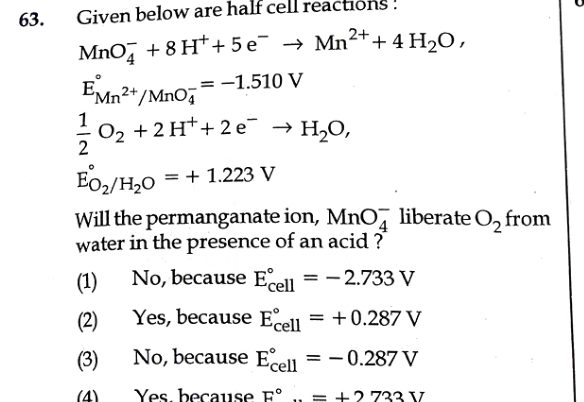 63. Given below are half cell reactions :
MnO₄⁻ + 8 H⁺ + 5 e⁻ → Mn²⁺ + 4 H₂O ,
E°Mn²⁺/MnO₄⁻ = −1.510 V
1/2 O₂ + 2 H⁺ + 2 e⁻ → H₂O,
E°O₂/H₂O = + 1.223 V
Will the permanganate ion, MnO₄⁻ liberate O₂ from
water in the presence of an acid ?
(1) No, because E°cell = − 2.733 V
(2) Yes, because E°cell = + 0.287 V
(3) No, because E°cell = − 0.287 V
(4) Yes, because E° = + 2.733 V